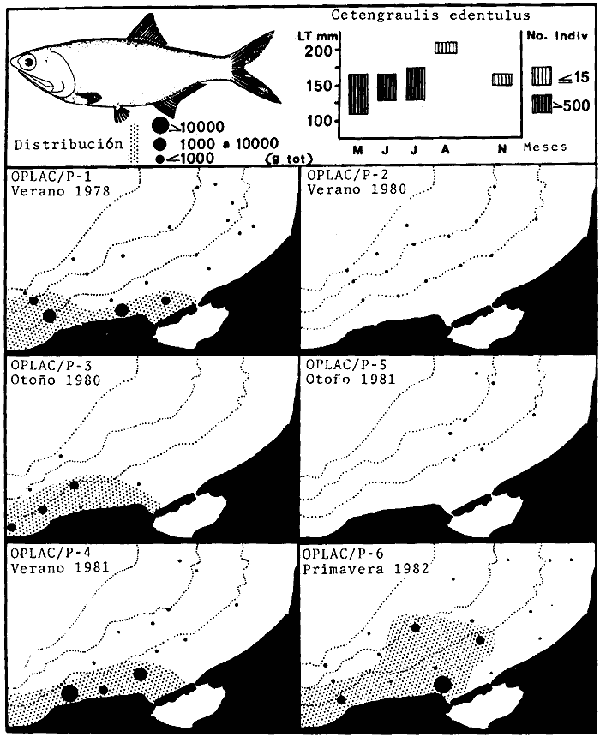 Cetengraulis edentulus
LT mm
200
150
100
M J J A N Meses
No. Indiv
≤15
≥500
Distribución
≥10000
1000 a 10000
≤1000 (g tot)
OPLAC/P-1
Verano 1978
OPLAC/P-2
Verano 1980
OPLAC/P-3
Otoño 1980
OPLAC/P-5
Otoño 1981
OPLAC/P-4
Verano 1981
OPLAC/P-6
Primavera 1982